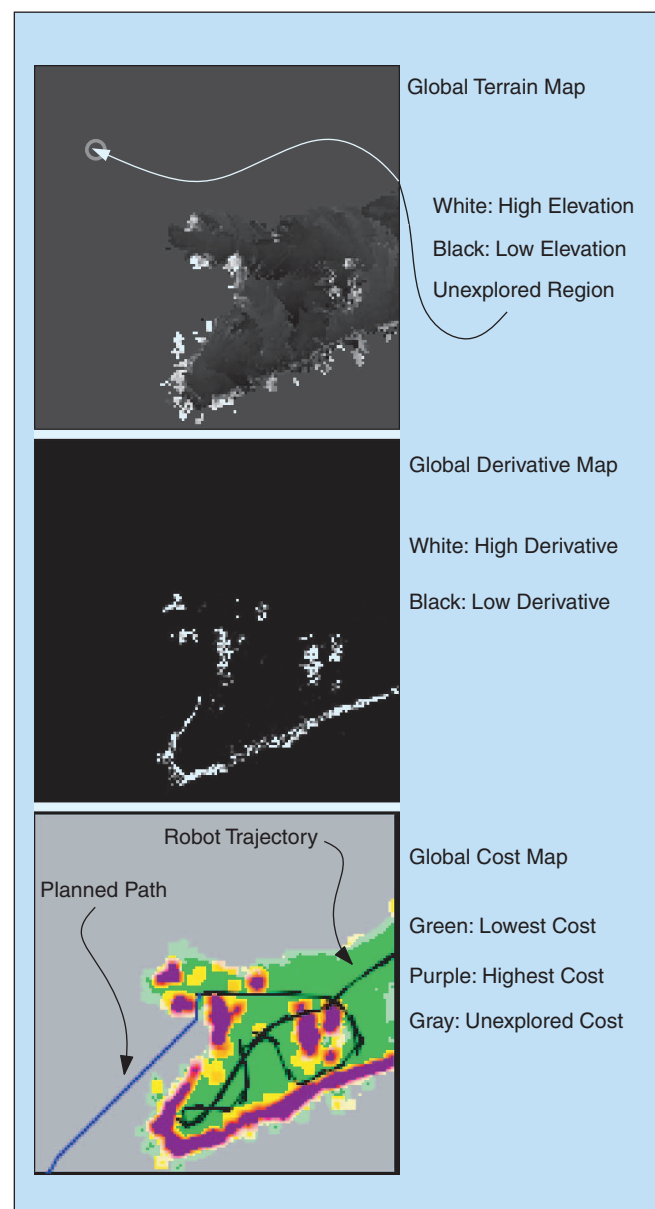 Global Terrain Map
White: High Elevation
Black: Low Elevation
Unexplored Region
Global Derivative Map
White: High Derivative
Black: Low Derivative
Robot Trajectory
Planned Path
Global Cost Map
Green: Lowest Cost
Purple: Highest Cost
Gray: Unexplored Cost